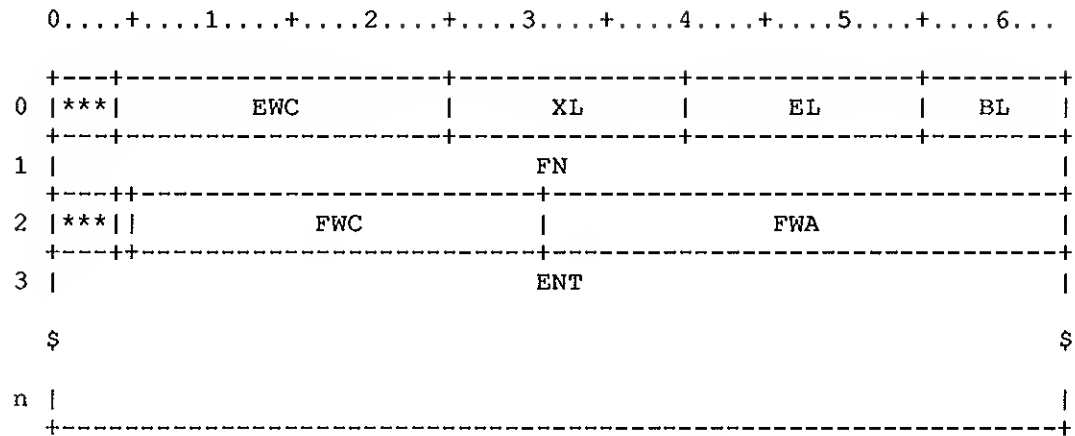 0....+....1....+....2....+....3....+....4....+....5....+....6...
+---+--------------------+--------------+--------------+--------+
0 |***| EWC | XL | EL | BL |
+---+--------------------+--------------+--------------+--------+
1 | FN |
+---++-------------------------+--------------------------------+
2 |***|| FWC | FWA |
+---++-------------------------+--------------------------------+
3 | ENT |
$ $
n | |
+---------------------------------------------------------------+